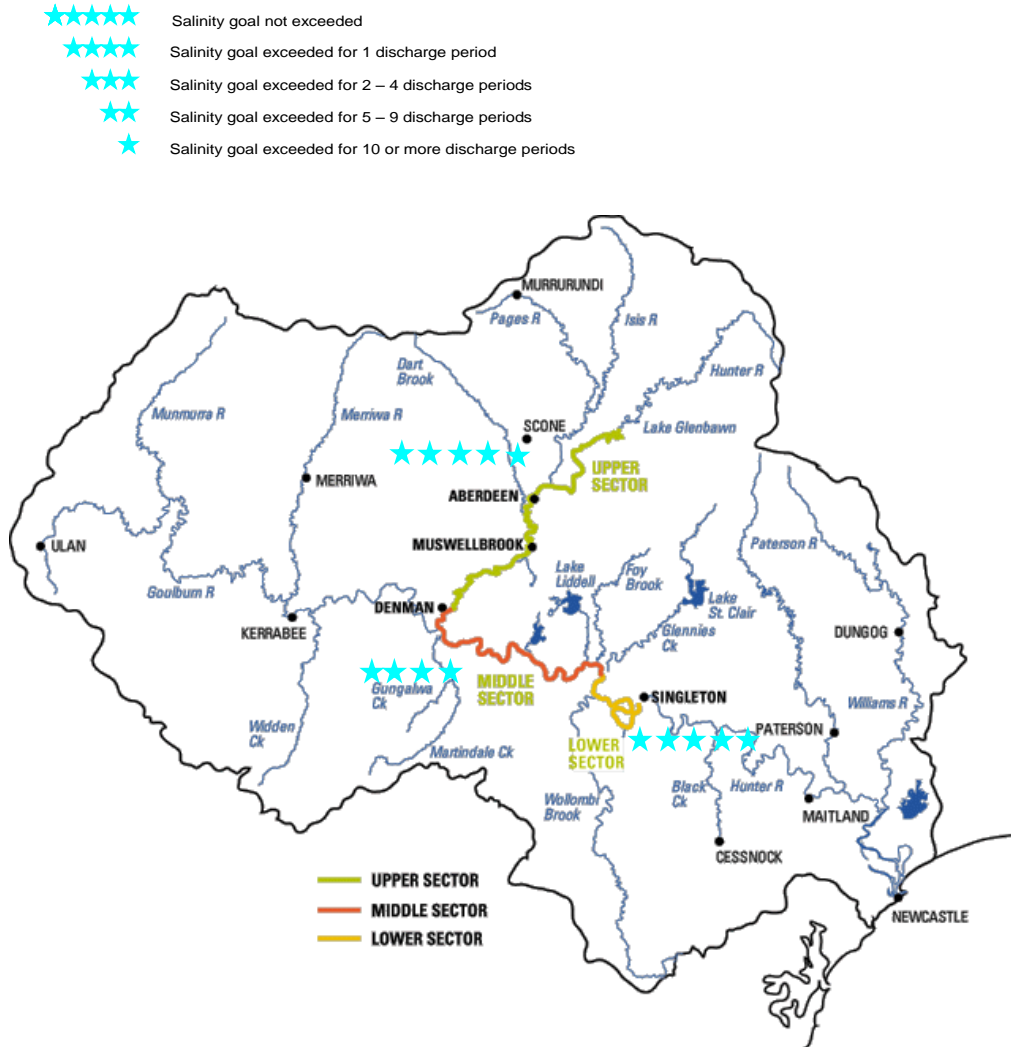 Salinity goal not exceeded
Salinity goal exceeded for 1 discharge period
Salinity goal exceeded for 2 – 4 discharge periods
Salinity goal exceeded for 5 – 9 discharge periods
Salinity goal exceeded for 10 or more discharge periods
MURRURUNDI
Pages R
Isis R
Dart
Brook
Hunter R
Munmurra R
Merriwa R
SCONE
Lake Glenbawn
MERRIWA
UPPER
SECTOR
ABERDEEN
ULAN
MUSWELLBROOK
Paterson R
Lake
Liddell
Foy
Brook
Goulburn R
DENMAN
Lake
St. Clair
KERRABEE
Glennies
Ck
DUNGOG
MIDDLE
SECTOR
Gungalwa
Ck
SINGLETON
Williams R
Widden
Ck
PATERSON
Martindale Ck
LOWER
SECTOR
Black
Ck
Hunter R
Wollombi
Brook
MAITLAND
CESSNOCK
UPPER SECTOR
MIDDLE SECTOR
LOWER SECTOR
NEWCASTLE